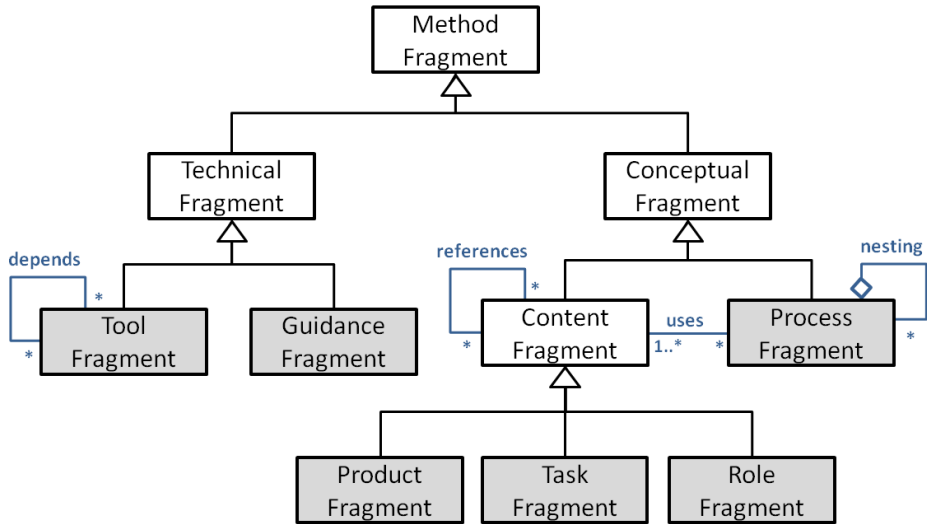 Method
Fragment
Technical
Fragment
Conceptual
Fragment
depends
*
*
Tool
Fragment
Guidance
Fragment
references
*
*
Content
Fragment
uses
1..*
*
nesting
*
Process
Fragment
Product
Fragment
Task
Fragment
Role
Fragment